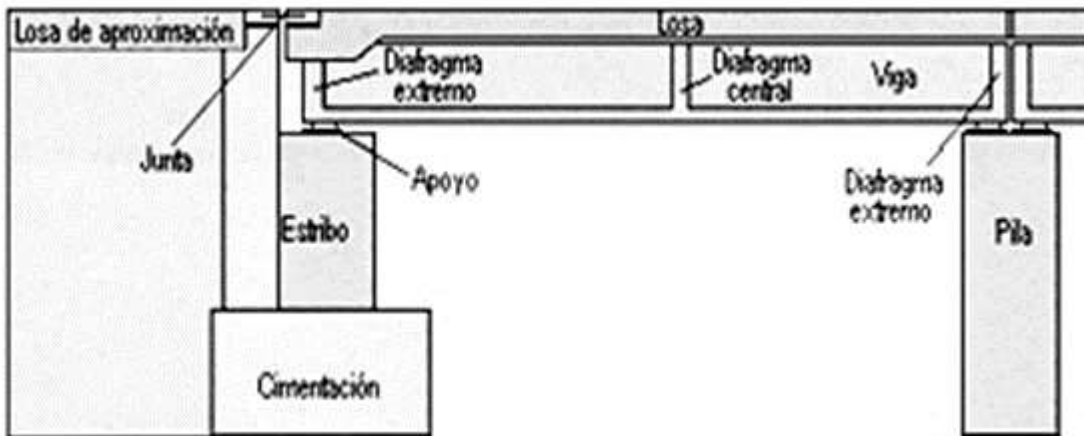 Losa de aproximación
Losa
Diafragma
extremo
Diafragma
central
Viga
Junta
Apoyo
Diafragma
extremo
Estribo
Pila
Cimentación